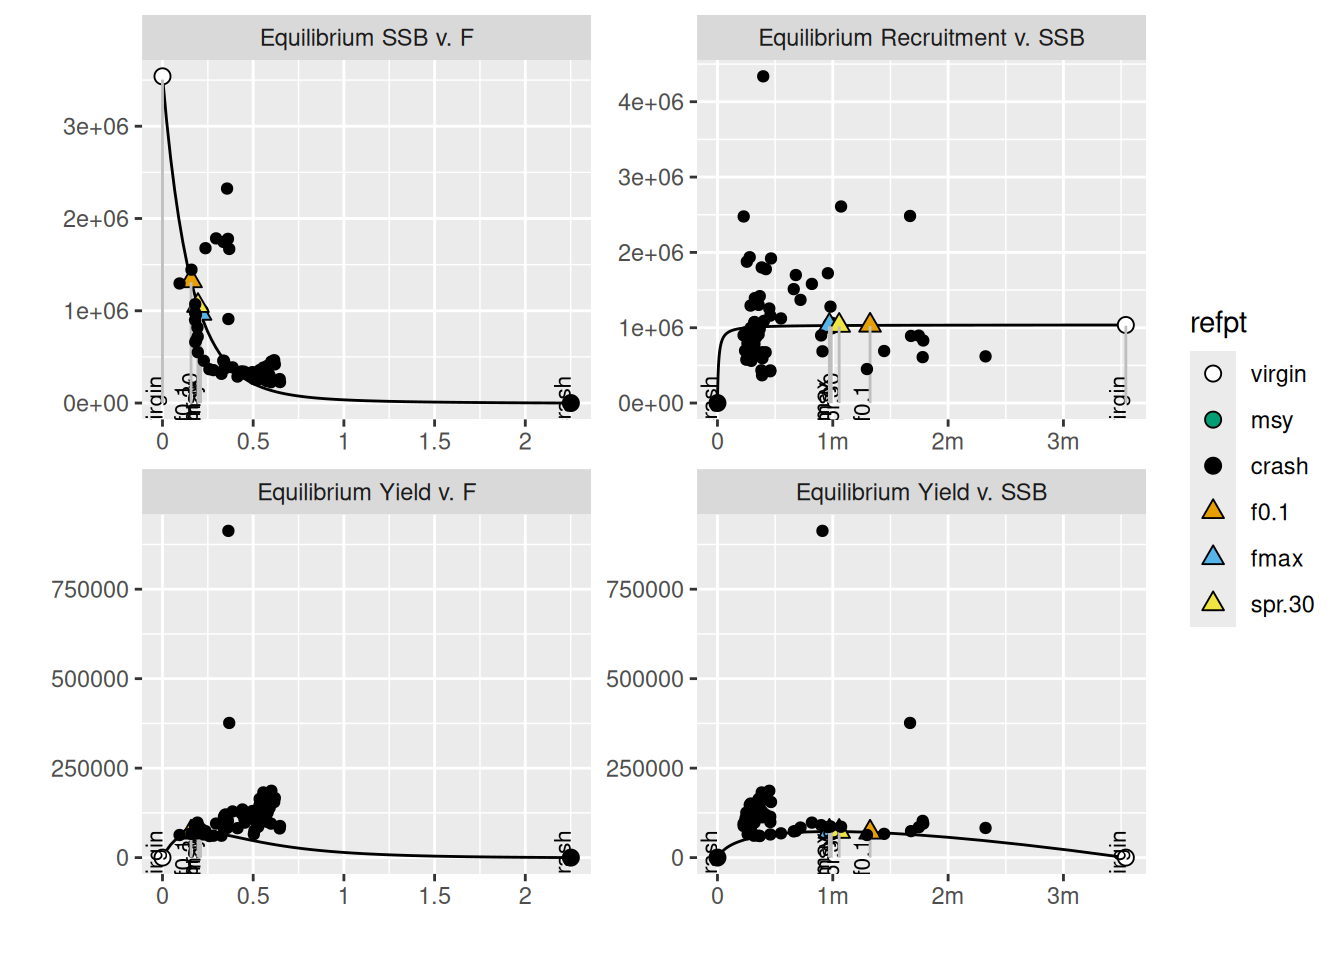 Equilibrium SSB v. F
3e+06
2e+06
1e+06
0e+00
irgin
f0.1
rash
0
0.5
1
1.5
2
Equilibrium Recruitment v. SSB
4e+06
3e+06
2e+06
1e+06
0e+00
rash
f0.1
irgin
0
1m
2m
3m
Equilibrium Yield v. F
750000
500000
250000
0
irgin
f0.1
rash
0
0.5
1
1.5
2
Equilibrium Yield v. SSB
750000
500000
250000
0
rash
f0.1
irgin
0
1m
2m
3m
refpt
virgin
msy
crash
f0.1
fmax
spr.30